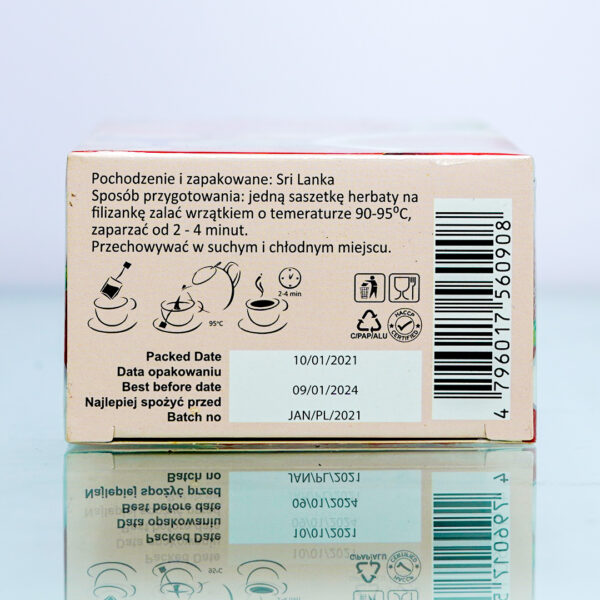 Pochodzenie i zapakowane: Sri Lanka
Sposób przygotowania: jedną saszetkę herbaty na
filizankę zalać wrzątkiem o temeraturze 90-95⁰C,
zaparzać od 2 - 4 minut.
Przechowywać w suchym i chłodnym miejscu.
2-4 min
95°C
HACCP
CERTIFIED
C/PAP/ALU
Packed Date 10/01/2021
Data opakowaniu
Best before date 09/01/2024
Najlepiej spożyć przed
Batch no JAN/PL/2021
4 796017 560908